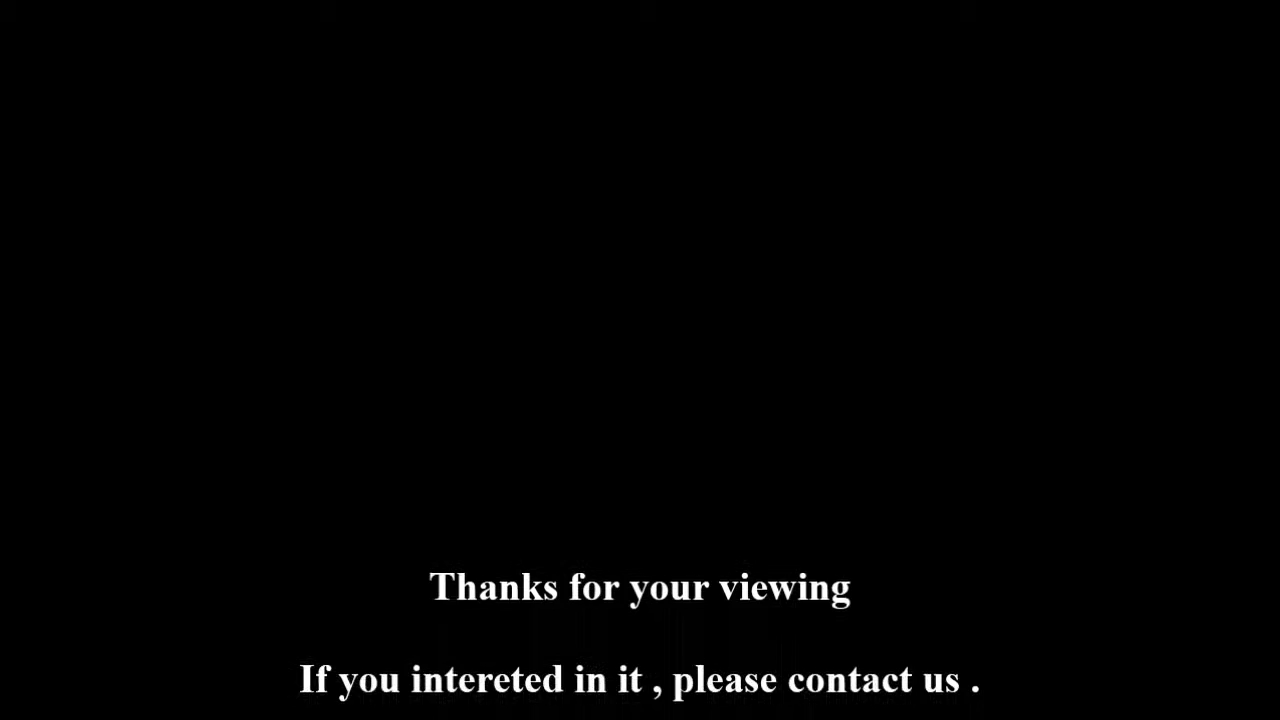 Thanks for your viewing
If you intereted in it , please contact us .